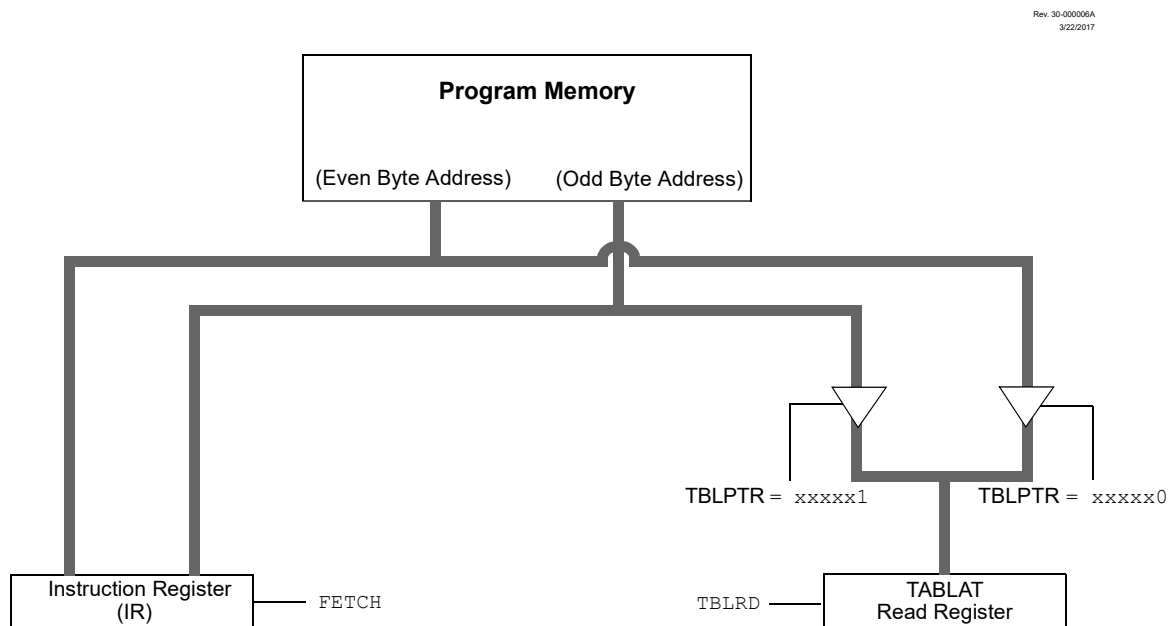 Rev. 30-000006A
3/22/2017
Program Memory
(Even Byte Address) (Odd Byte Address)
TBLPTR = xxxxx1 TBLPTR = xxxxx0
Instruction Register
(IR)
FETCH
TBLRD
TABLAT
Read Register